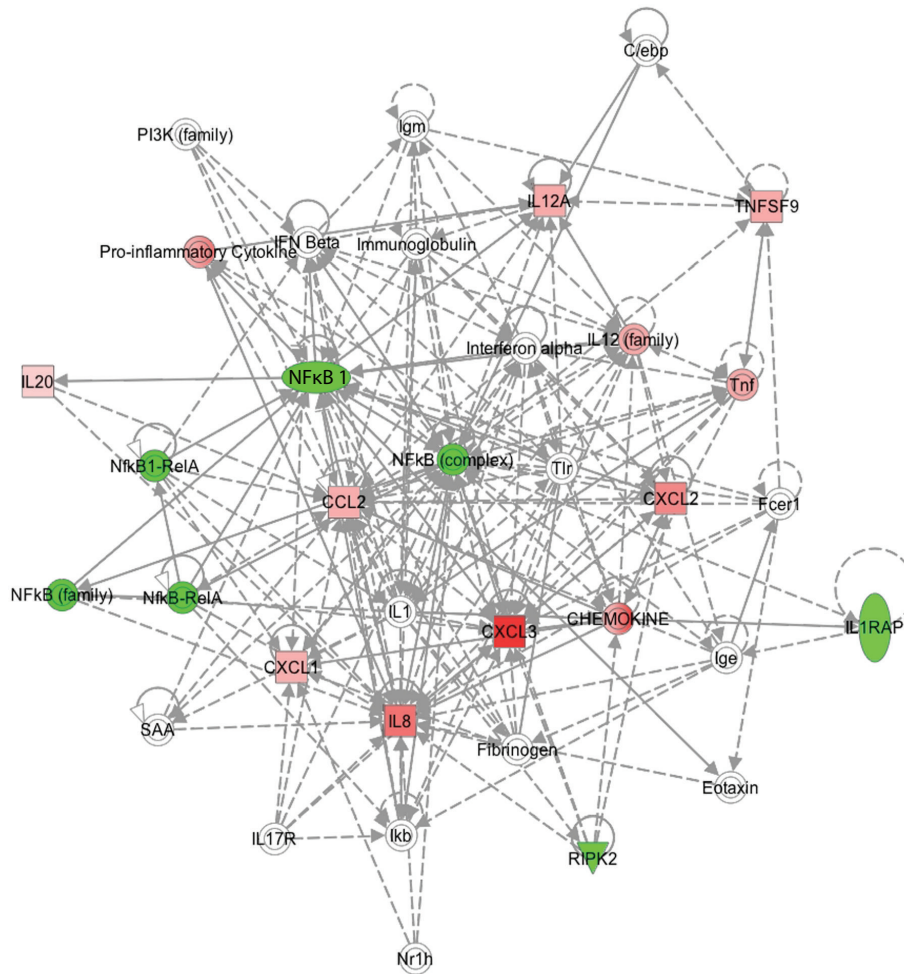 C/ebp
Igm
PI3K (family)
IL12A
TNFSF9
IFN Beta
Immunoglobulin
Pro-inflammatory Cytokine
Interferon alpha
IL12 (family)
NFκB 1
IL20
Tnf
NfkB1-RelA
NFkB (complex)
Tlr
CCL2
CXCL2
Fcer1
NFkB (family)
NfkB-RelA
IL1
CHEMOKINE
CXCL3
IL1RAP
CXCL1
Ige
IL8
SAA
Fibrinogen
Eotaxin
IL17R
Ikb
RIPK2
Nr1h